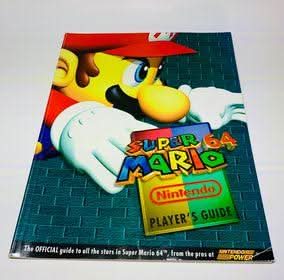 SUPER
MARIO 64
Nintendo
PLAYER'S GUIDE
The OFFICIAL guide to all the stars in Super Mario 64™, from the pros at
NINTENDO
POWER